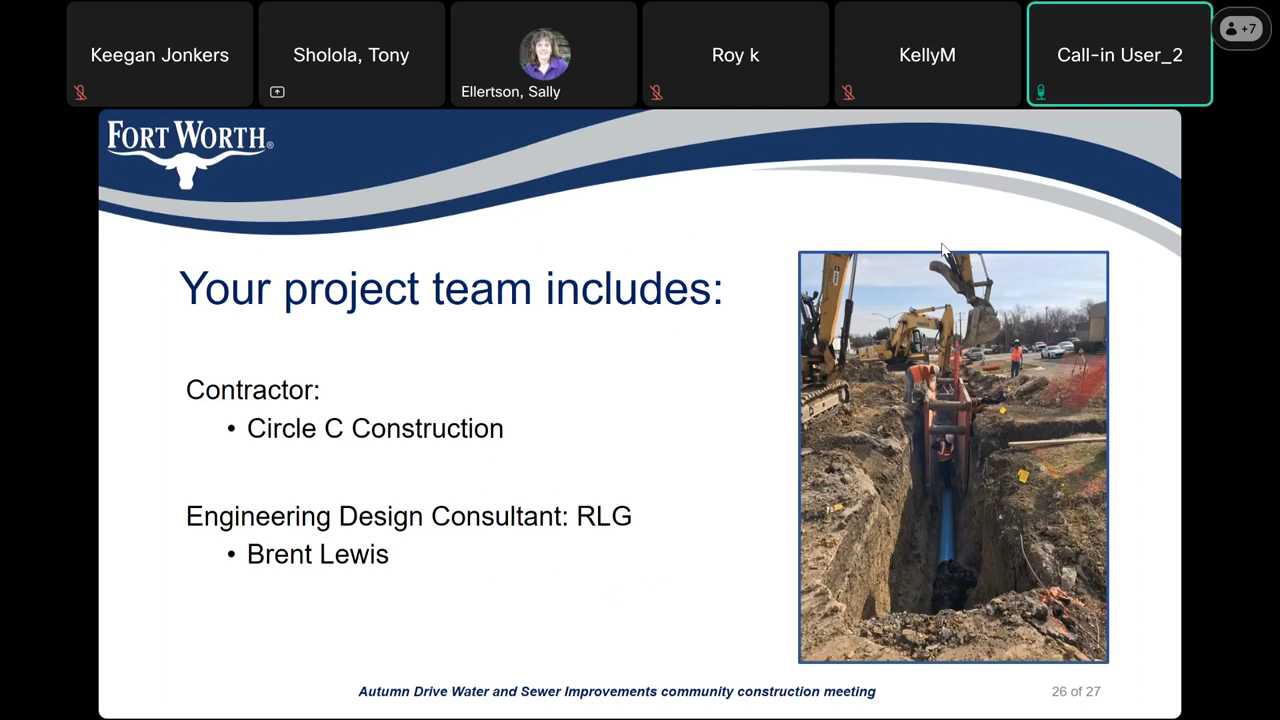 Keegan Jonkers
Sholola, Tony
Ellertson, Sally
Roy k
KellyM
Call-in User_2
+7
FORT WORTH®
Your project team includes:
Contractor:
• Circle C Construction
Engineering Design Consultant: RLG
• Brent Lewis
Autumn Drive Water and Sewer Improvements community construction meeting
26 of 27